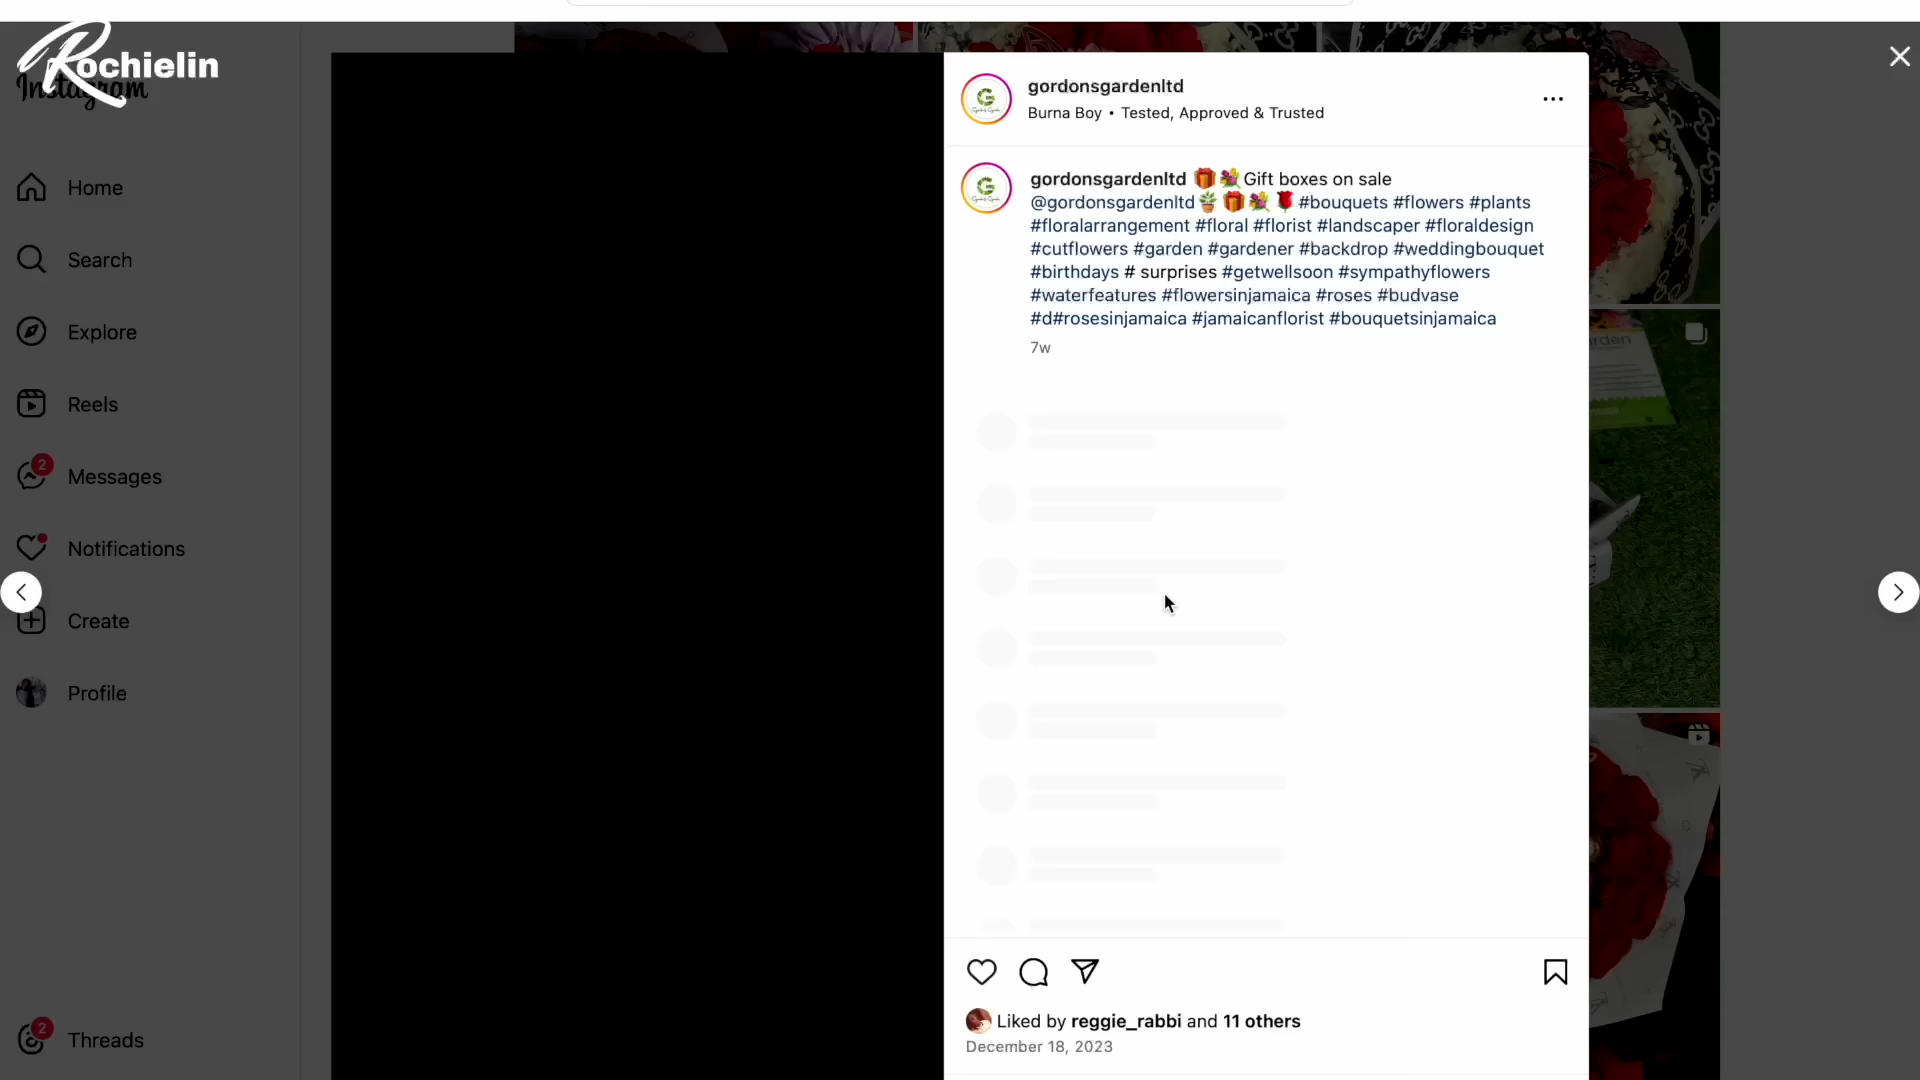 Rochielin
Instagram
Home
Search
Explore
Reels
2
Messages
Notifications
Create
Profile
2
Threads
gordonsgardenltd
Burna Boy • Tested, Approved & Trusted
gordonsgardenltd 🎁💐Gift boxes on sale
@gordonsgardenltd🪴🎁💐🌹#bouquets #flowers #plants
#floralarrangement #floral #florist #landscaper #floraldesign
#cutflowers #garden #gardener #backdrop #weddingbouquet
#birthdays # surprises #getwellsoon #sympathyflowers
#waterfeatures #flowersinjamaica #roses #budvase
#d#rosesinjamaica #jamaicanflorist #bouquetsinjamaica
7w
Liked by reggie_rabbi and 11 others
December 18, 2023